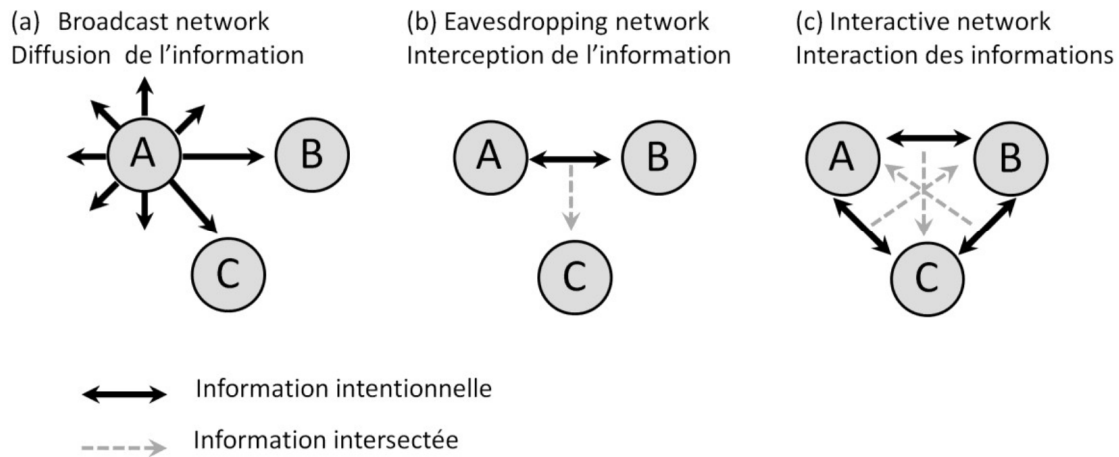 (a) Broadcast network
Diffusion de l'information
(b) Eavesdropping network
Interception de l'information
(c) Interactive network
Interaction des informations
A
B
C
A
B
C
A
B
C
Information intentionnelle
Information intersectée